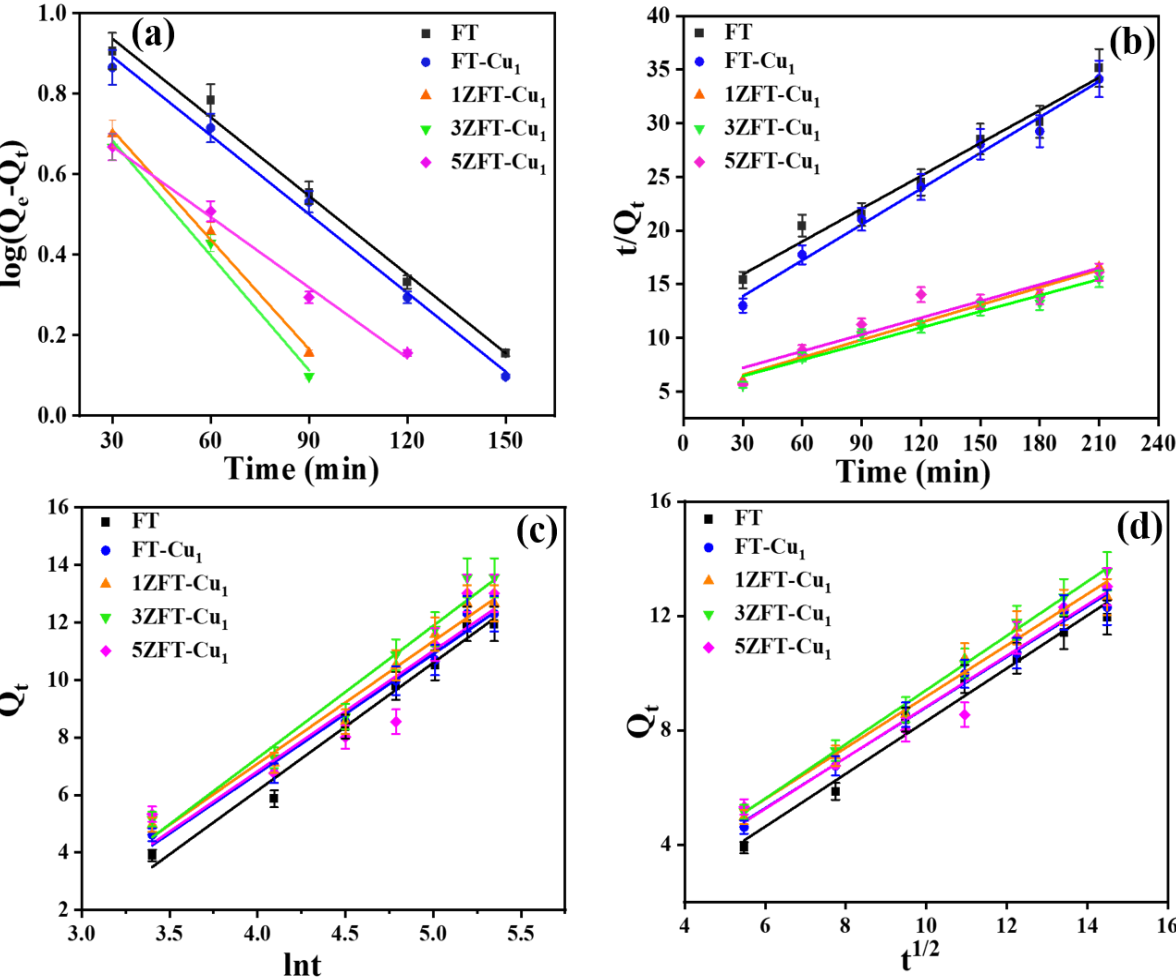 (a)
FT
FT-Cu1
1ZFT-Cu1
3ZFT-Cu1
5ZFT-Cu1
log(Qe-Qt)
1.0
0.8
0.6
0.4
0.2
0.0
30 60 90 120 150
Time (min)
(b)
FT
FT-Cu1
1ZFT-Cu1
3ZFT-Cu1
5ZFT-Cu1
t/Qt
40
35
30
25
20
15
10
5
0 30 60 90 120 150 180 210 240
Time (min)
(c)
FT
FT-Cu1
1ZFT-Cu1
3ZFT-Cu1
5ZFT-Cu1
Qt
16
14
12
10
8
6
4
2
3.0 3.5 4.0 4.5 5.0 5.5
lnt
(d)
FT
FT-Cu1
1ZFT-Cu1
3ZFT-Cu1
5ZFT-Cu1
Qt
16
12
8
4
4 6 8 10 12 14 16
t1/2